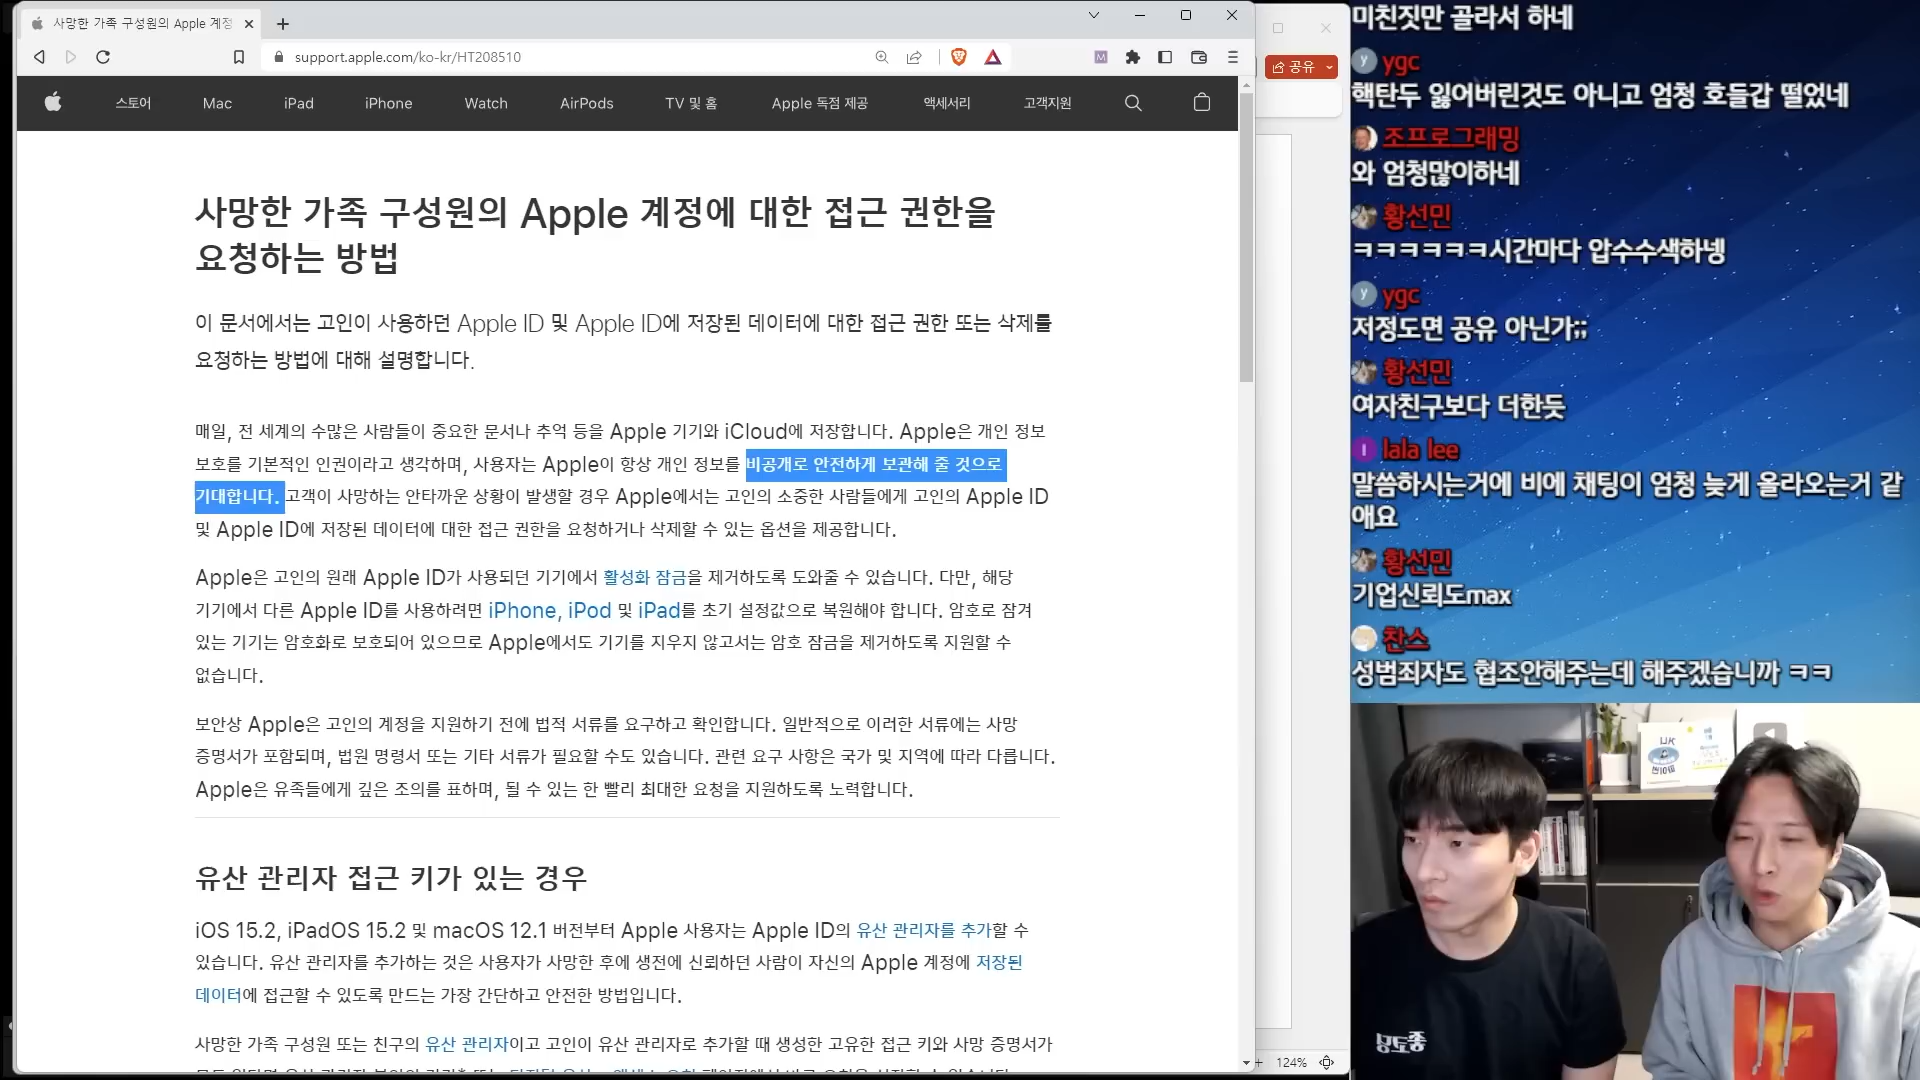 사망한 가족 구성원의 Apple 계정
support.apple.com/ko-kr/HT208510
공유
스토어 Mac iPad iPhone Watch AirPods TV 및 홈 Apple 독점 제공 액세서리 고객지원
사망한 가족 구성원의 Apple 계정에 대한 접근 권한을
요청하는 방법
이 문서에서는 고인이 사용하던 Apple ID 및 Apple ID에 저장된 데이터에 대한 접근 권한 또는 삭제를
요청하는 방법에 대해 설명합니다.
매일, 전 세계의 수많은 사람들이 중요한 문서나 추억 등을 Apple 기기와 iCloud에 저장합니다. Apple은 개인 정보
보호를 기본적인 인권이라고 생각하며, 사용자는 Apple이 항상 개인 정보를 비공개로 안전하게 보관해 줄 것으로
기대합니다. 고객이 사망하는 안타까운 상황이 발생할 경우 Apple에서는 고인의 소중한 사람들에게 고인의 Apple ID
및 Apple ID에 저장된 데이터에 대한 접근 권한을 요청하거나 삭제할 수 있는 옵션을 제공합니다.
Apple은 고인의 원래 Apple ID가 사용되던 기기에서 활성화 잠금을 제거하도록 도와줄 수 있습니다. 다만, 해당
기기에서 다른 Apple ID를 사용하려면 iPhone, iPod 및 iPad를 초기 설정값으로 복원해야 합니다. 암호로 잠겨
있는 기기는 암호화로 보호되어 있으므로 Apple에서도 기기를 지우지 않고서는 암호 잠금을 제거하도록 지원할 수
없습니다.
보안상 Apple은 고인의 계정을 지원하기 전에 법적 서류를 요구하고 확인합니다. 일반적으로 이러한 서류에는 사망
증명서가 포함되며, 법원 명령서 또는 기타 서류가 필요할 수도 있습니다. 관련 요구 사항은 국가 및 지역에 따라 다릅니다.
Apple은 유족들에게 깊은 조의를 표하며, 될 수 있는 한 빨리 최대한 요청을 지원하도록 노력합니다.
유산 관리자 접근 키가 있는 경우
iOS 15.2, iPadOS 15.2 및 macOS 12.1 버전부터 Apple 사용자는 Apple ID의 유산 관리자를 추가할 수
있습니다. 유산 관리자를 추가하는 것은 사용자가 사망한 후에 생전에 신뢰하던 사람이 자신의 Apple 계정에 저장된
데이터에 접근할 수 있도록 만드는 가장 간단하고 안전한 방법입니다.
사망한 가족 구성원 또는 친구의 유산 관리자이고 고인이 유산 관리자로 추가할 때 생성한 고유한 접근 키와 사망 증명서가
124%
미친짓만 골라서 하네
y ygc
핵탄두 잃어버린것도 아니고 엄청 호들갑 떨었네
조프로그래밍
와 엄청많이하네
황선민
ㅋㅋㅋㅋㅋㅋ시간마다 압수수색하넹
y ygc
저정도면 공유 아닌가;;
황선민
여자친구보다 더한듯
l lala lee
말씀하시는거에 비에 채팅이 엄청 늦게 올라오는거 같
애요
황선민
기업신뢰도max
찬스
성범죄자도 협조안해주는데 해주겠습니까 ㅋㅋ